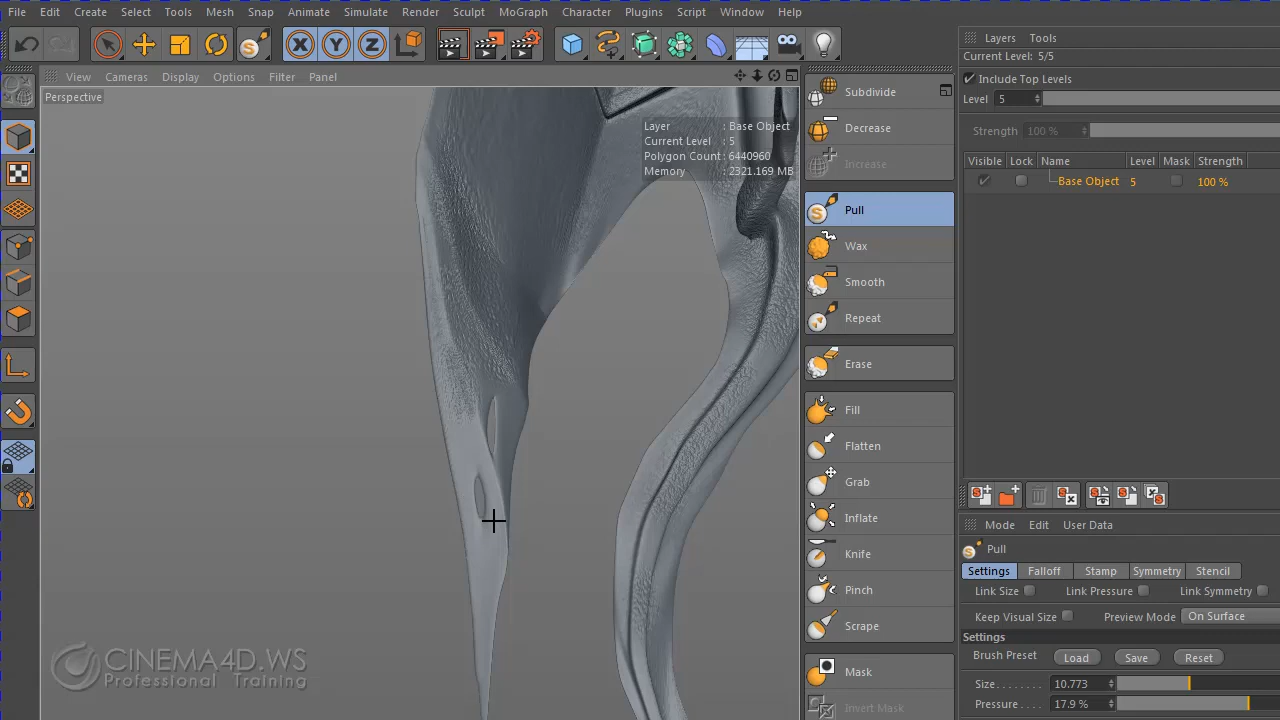 File Edit Create Select Tools Mesh Snap Animate Simulate Render Sculpt MoGraph Character Plugins Script Window Help
X Y Z
View Cameras Display Options Filter Panel
Perspective
Layer : Base Object
Current Level : 5
Polygon Count : 6440960
Memory : 2321.169 MB
CINEMA4D.WS
Professional Training
Subdivide
Decrease
Increase
Pull
Wax
Smooth
Repeat
Erase
Fill
Flatten
Grab
Inflate
Knife
Pinch
Scrape
Mask
Invert Mask
Layers Tools
Current Level: 5/5
Include Top Levels
Level 5
Strength 100 %
Visible Lock Name Level Mask Strength
Base Object 5 100 %
Mode Edit User Data
Pull
Settings Falloff Stamp Symmetry Stencil
Link Size Link Pressure Link Symmetry
Keep Visual Size Preview Mode On Surface
Settings
Brush Preset Load Save Reset
Size........ 10.773
Pressure.... 17.9 %